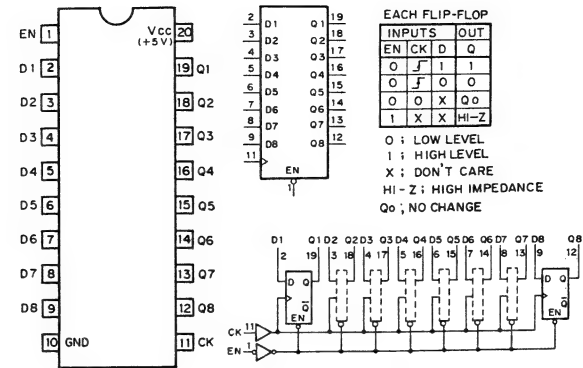 EN 1
D1 2
D2 3
D3 4
D4 5
D5 6
D6 7
D7 8
D8 9
10 GND
Vcc 20
(+5V)
19 Q1
18 Q2
17 Q3
16 Q4
15 Q5
14 Q6
13 Q7
12 Q8
11 CK
2 D1 Q1 19
3 D2 Q2 18
4 D3 Q3 17
5 D4 Q4 16
6 D5 Q5 15
7 D6 Q6 14
8 D7 Q7 13
9 D8 Q8 12
11
EN
1
EACH FLIP-FLOP
INPUTS OUT
EN CK D Q
0 1 1
0 0 0
0 0 X Qo
1 X X HI-Z
0 ; LOW LEVEL
1 ; HIGH LEVEL
X ; DON'T CARE
HI-Z ; HIGH IMPEDANCE
Qo ; NO CHANGE
D1 Q1 D2 Q2 D3 Q3 D4 Q4 D5 Q5 D6 Q6 D7 Q7 D8 Q8
2 19 3 18 4 17 5 16 6 15 7 14 8 13 9 12
D Q
Q̅
EN
D Q
Q̅
EN
CK 11
EN 1